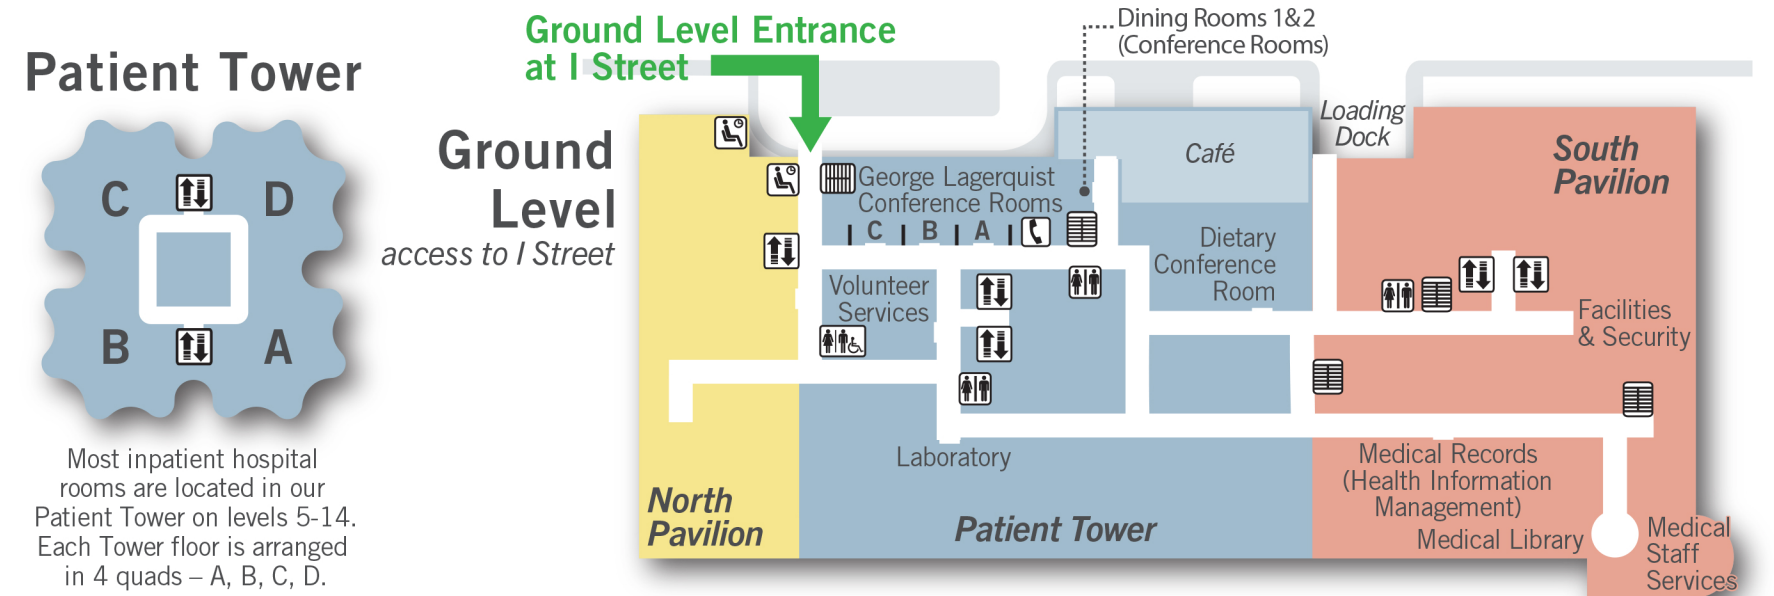 Patient Tower
C
D
B
A
Most inpatient hospital
rooms are located in our
Patient Tower on levels 5-14.
Each Tower floor is arranged
in 4 quads – A, B, C, D.
Ground
Level
access to I Street
Ground Level Entrance
at I Street
Dining Rooms 1&2
(Conference Rooms)
Loading
Dock
Café
South
Pavilion
George Lagerquist
Conference Rooms
C B A
Dietary
Conference
Room
Volunteer
Services
Facilities
& Security
Laboratory
Medical Records
(Health Information
Management)
Medical Library
Medical
Staff
Services
North
Pavilion
Patient Tower